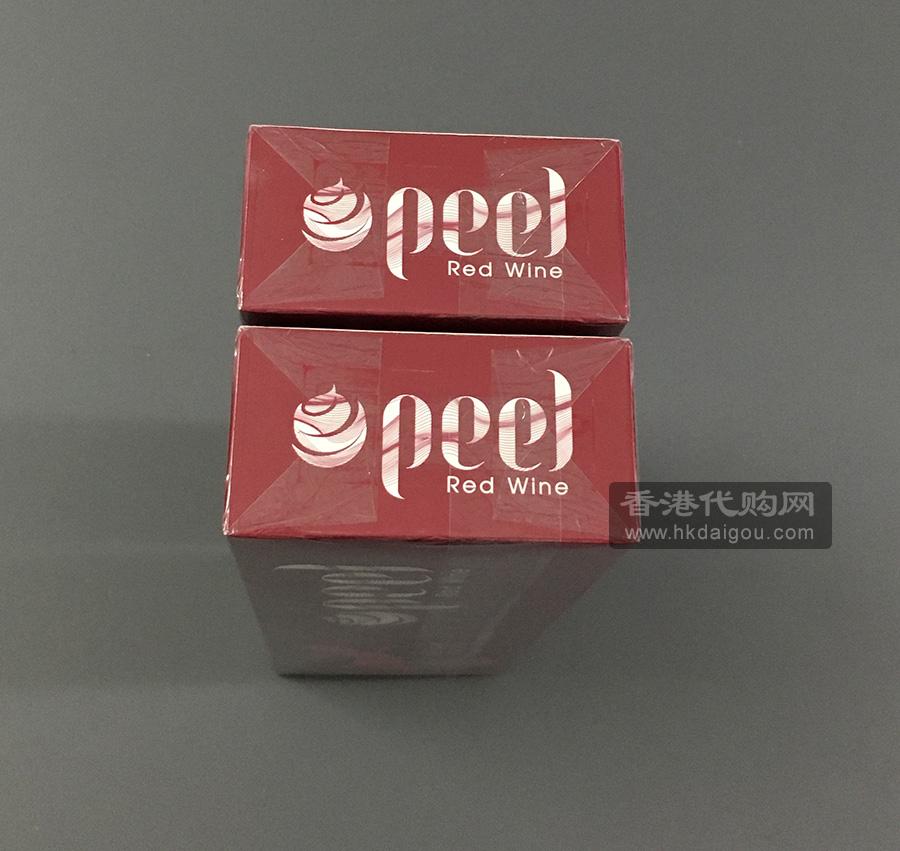 peel
Red Wine
peel
Red Wine
香港代购网
www.hkdaigou.com